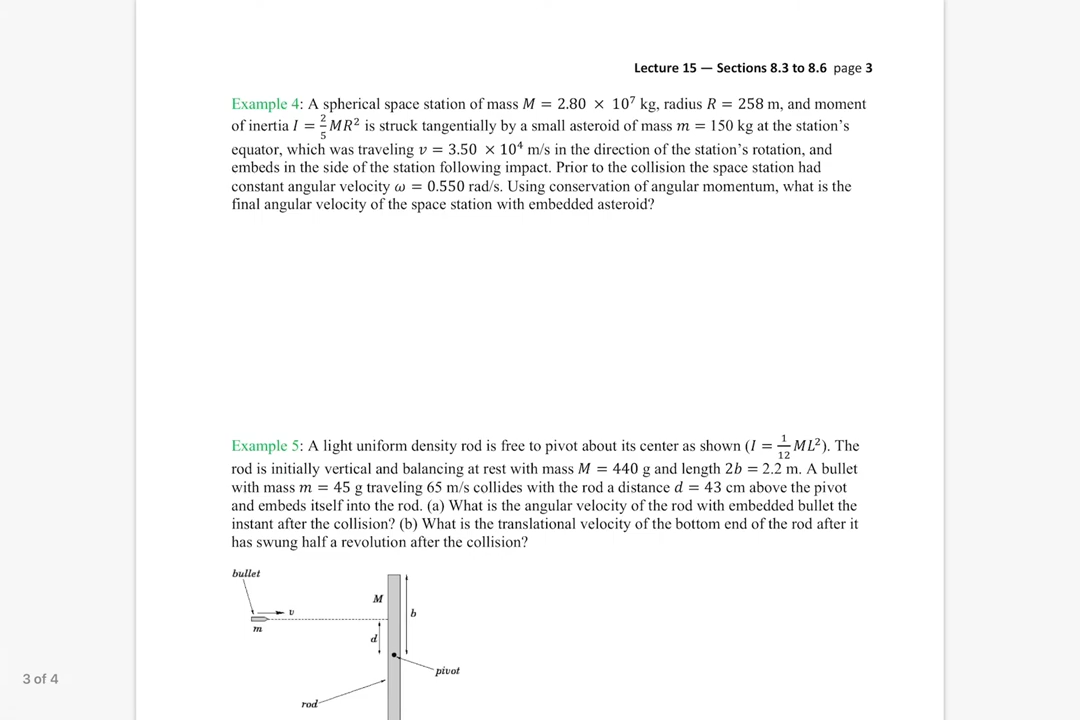 Lecture 15 — Sections 8.3 to 8.6 page 3
Example 4: A spherical space station of mass M = 2.80 × 10⁷ kg, radius R = 258 m, and moment
of inertia I = 2/5 MR² is struck tangentially by a small asteroid of mass m = 150 kg at the station’s
equator, which was traveling v = 3.50 × 10⁴ m/s in the direction of the station’s rotation, and
embeds in the side of the station following impact. Prior to the collision the space station had
constant angular velocity ω = 0.550 rad/s. Using conservation of angular momentum, what is the
final angular velocity of the space station with embedded asteroid?
Example 5: A light uniform density rod is free to pivot about its center as shown (I = 1/12 ML²). The
rod is initially vertical and balancing at rest with mass M = 440 g and length 2b = 2.2 m. A bullet
with mass m = 45 g traveling 65 m/s collides with the rod a distance d = 43 cm above the pivot
and embeds itself into the rod. (a) What is the angular velocity of the rod with embedded bullet the
instant after the collision? (b) What is the translational velocity of the bottom end of the rod after it
has swung half a revolution after the collision?
bullet
M
v
b
m
d
pivot
3 of 4
rod